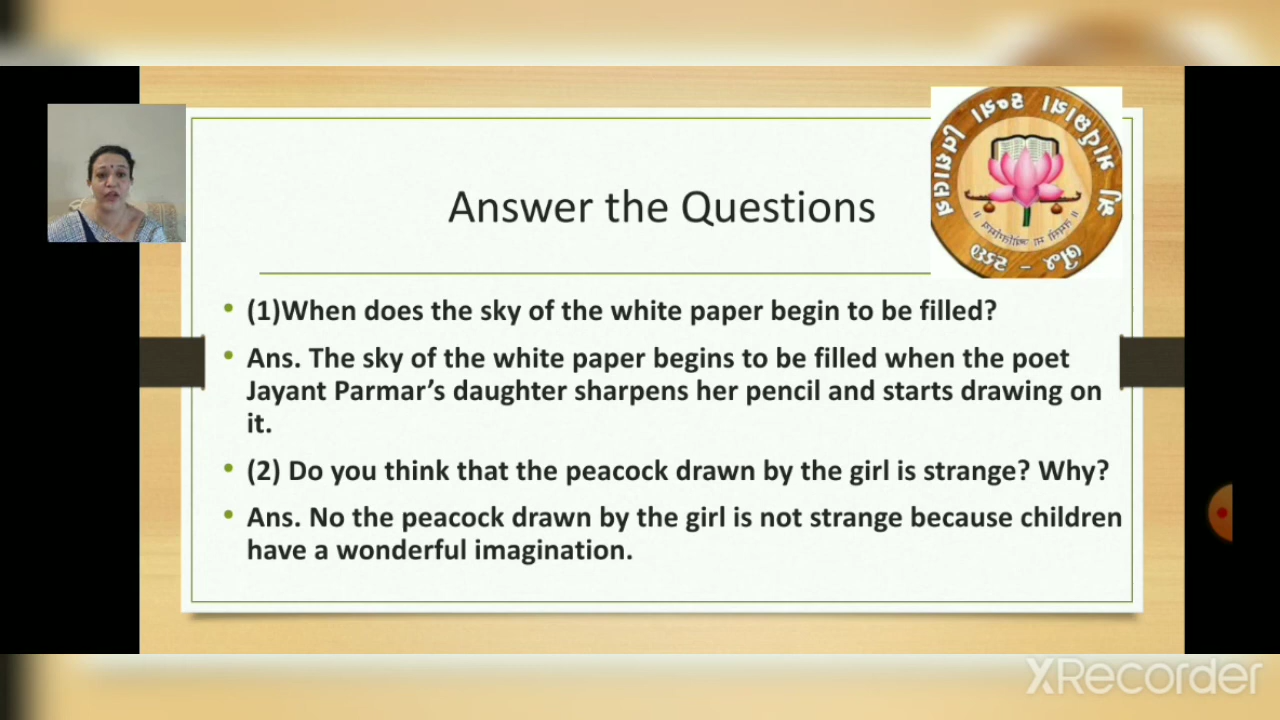 Answer the Questions
• (1)When does the sky of the white paper begin to be filled?
• Ans. The sky of the white paper begins to be filled when the poet
Jayant Parmar’s daughter sharpens her pencil and starts drawing on
it.
• (2) Do you think that the peacock drawn by the girl is strange? Why?
• Ans. No the peacock drawn by the girl is not strange because children
have a wonderful imagination.
XRecorder